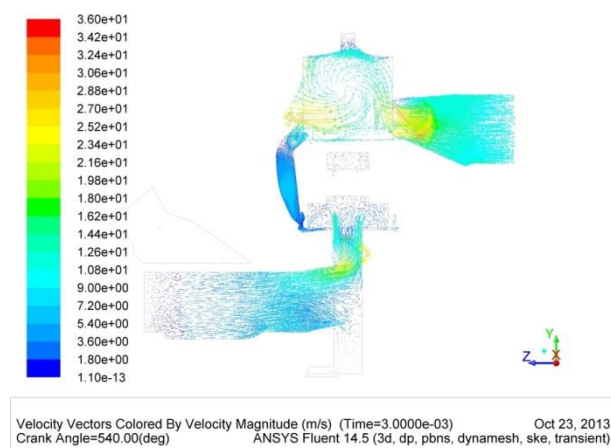 3.60e+01
3.42e+01
3.24e+01
3.06e+01
2.88e+01
2.70e+01
2.52e+01
2.34e+01
2.16e+01
1.98e+01
1.80e+01
1.62e+01
1.44e+01
1.26e+01
1.08e+01
9.00e+00
7.20e+00
5.40e+00
3.60e+00
1.80e+00
1.10e-13
Y
Z
X
Velocity Vectors Colored By Velocity Magnitude (m/s) (Time=3.0000e-03) Oct 23, 2018
Crank Angle=540.00(deg) ANSYS Fluent 14.5 (3d, dp, pbns, dynamesh, ske, transient)